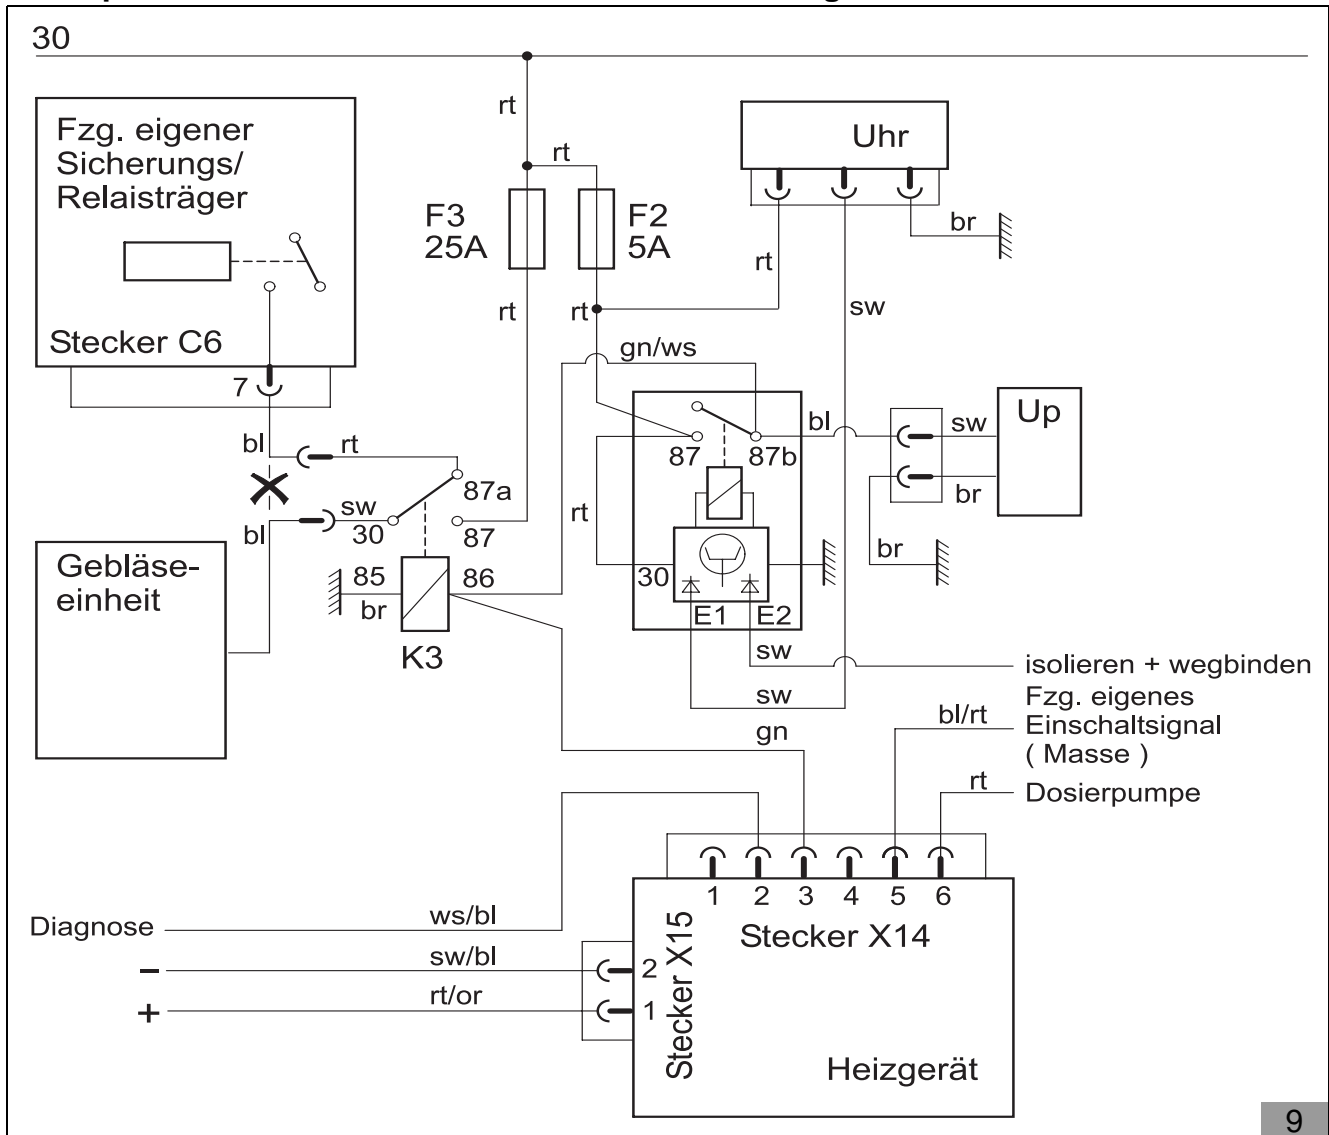 30
Fzg. eigener
Sicherungs/
Relaisträger
Stecker C6
7
rt
rt
F3
25A
F2
5A
rt
rt
Uhr
rt
br
sw
gn/ws
bl
rt
bl
sw
30
87a
87
85
br
86
K3
Gebläse-
einheit
87
87b
rt
30
E1
E2
bl
sw
br
br
Up
sw
isolieren + wegbinden
sw
Fzg. eigenes
Einschaltsignal
( Masse )
bl/rt
gn
rt
Dosierpumpe
1
2
3
4
5
6
Stecker X14
Stecker X15
2
1
Heizgerät
Diagnose
ws/bl
–
sw/bl
+
rt/or
9